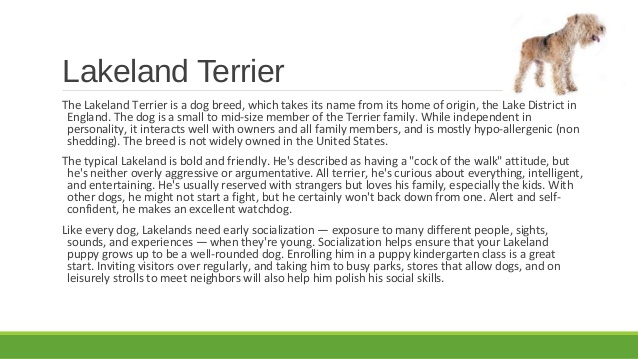 Lakeland Terrier
The Lakeland Terrier is a dog breed, which takes its name from its home of origin, the Lake District in
England. The dog is a small to mid-size member of the Terrier family. While independent in
personality, it interacts well with owners and all family members, and is mostly hypo-allergenic (non
shedding). The breed is not widely owned in the United States.
The typical Lakeland is bold and friendly. He's described as having a "cock of the walk" attitude, but
he's neither overly aggressive or argumentative. All terrier, he's curious about everything, intelligent,
and entertaining. He's usually reserved with strangers but loves his family, especially the kids. With
other dogs, he might not start a fight, but he certainly won't back down from one. Alert and self-
confident, he makes an excellent watchdog.
Like every dog, Lakelands need early socialization — exposure to many different people, sights,
sounds, and experiences — when they're young. Socialization helps ensure that your Lakeland
puppy grows up to be a well-rounded dog. Enrolling him in a puppy kindergarten class is a great
start. Inviting visitors over regularly, and taking him to busy parks, stores that allow dogs, and on
leisurely strolls to meet neighbors will also help him polish his social skills.